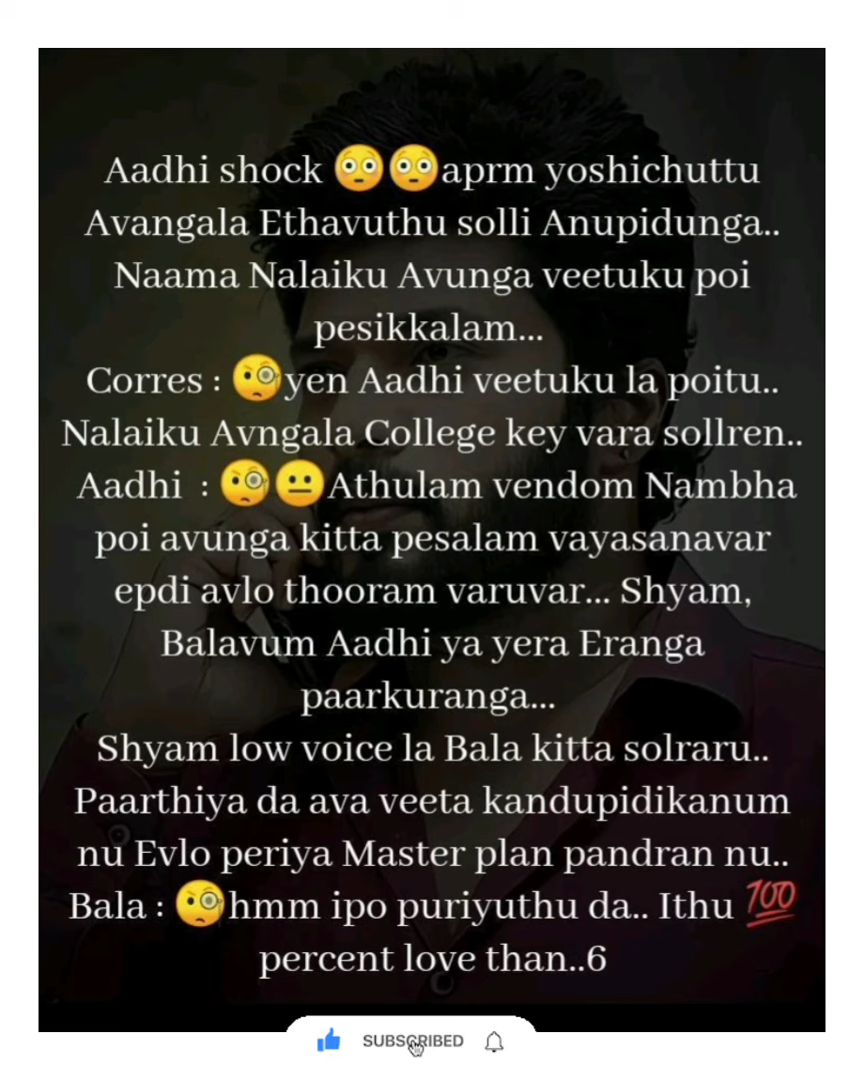 Aadhi shock 😳😳aprm yoshichuttu
Avangala Ethavuthu solli Anupidunga..
Naama Nalaiku Avunga veetuku poi
pesikkalam...
Corres : 🧐yen Aadhi veetuku la poitu..
Nalaiku Avngala College key vara sollren..
Aadhi : 🧐😐Athulam vendom Nambha
poi avunga kitta pesalam vayasanavar
epdi avlo thooram varuvar... Shyam,
Balavum Aadhi ya yera Eranga
paarkuranga...
Shyam low voice la Bala kitta solraru..
Paarthiya da ava veeta kandupidikanum
nu Evlo periya Master plan pandran nu..
Bala : 🧐hmm ipo puriyuthu da.. Ithu 💯
percent love than..6
SUBSCRIBED